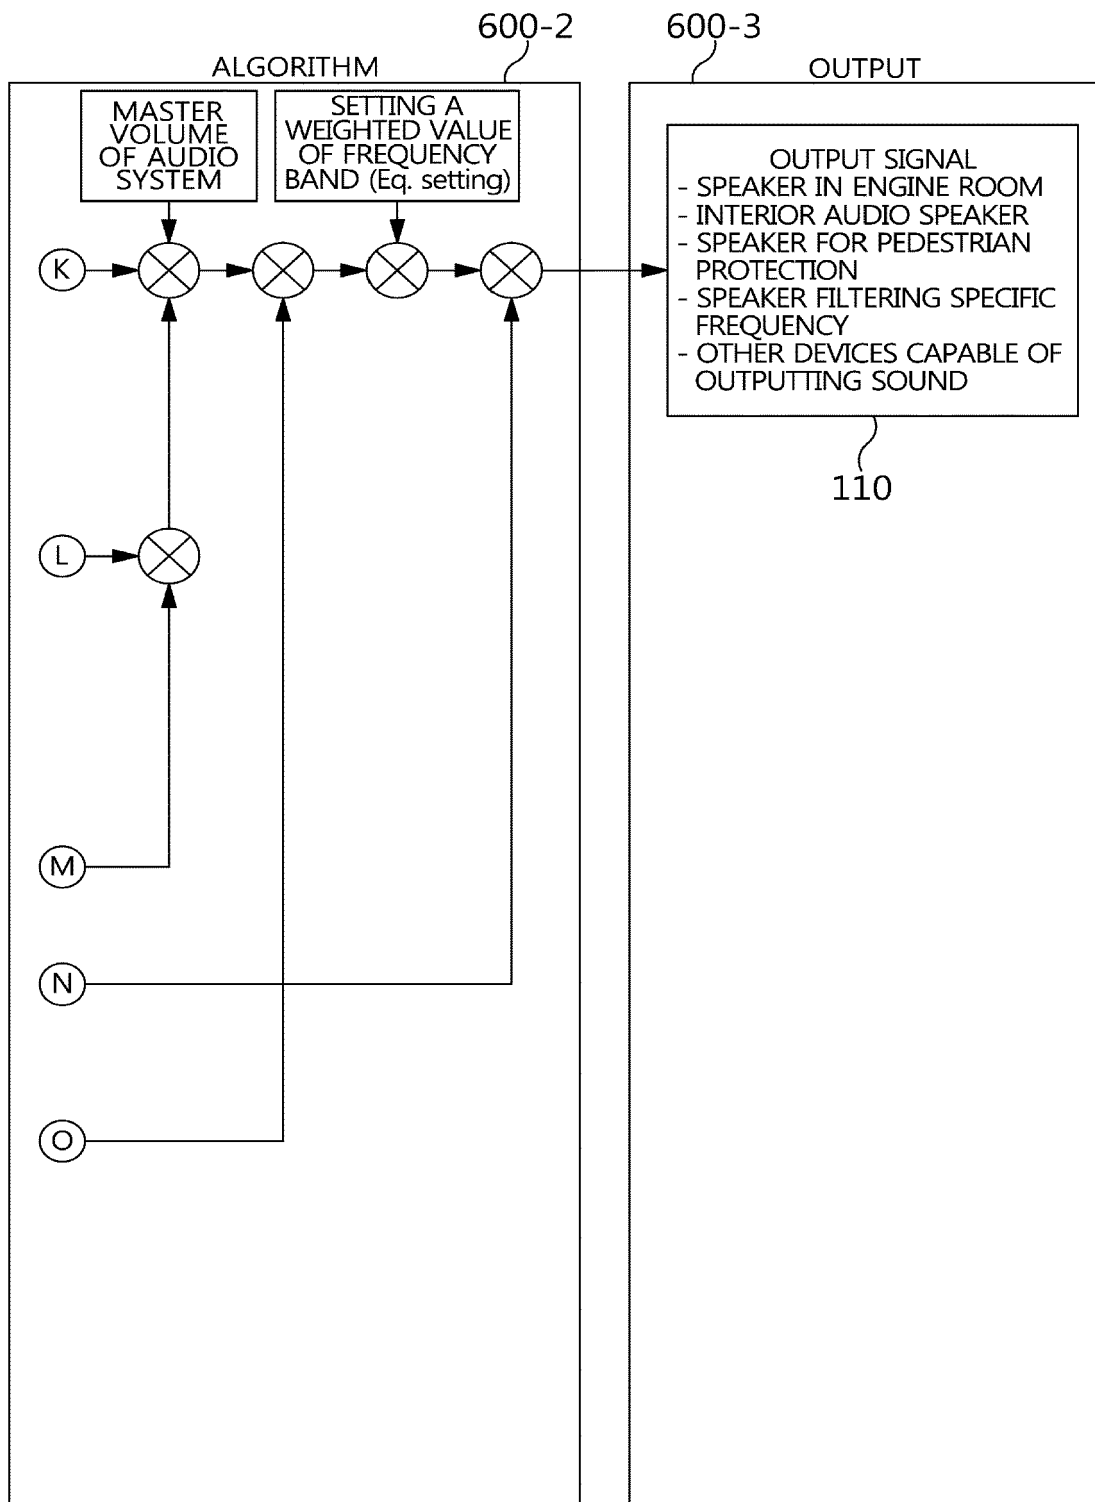 600-2
600-3
ALGORITHM
OUTPUT
MASTER
VOLUME
OF AUDIO
SYSTEM
SETTING A
WEIGHTED VALUE
OF FREQUENCY
BAND (Eq. setting)
OUTPUT SIGNAL
- SPEAKER IN ENGINE ROOM
- INTERIOR AUDIO SPEAKER
- SPEAKER FOR PEDESTRIAN
PROTECTION
- SPEAKER FILTERING SPECIFIC
FREQUENCY
- OTHER DEVICES CAPABLE OF
OUTPUTTING SOUND
110
K
L
M
N
O